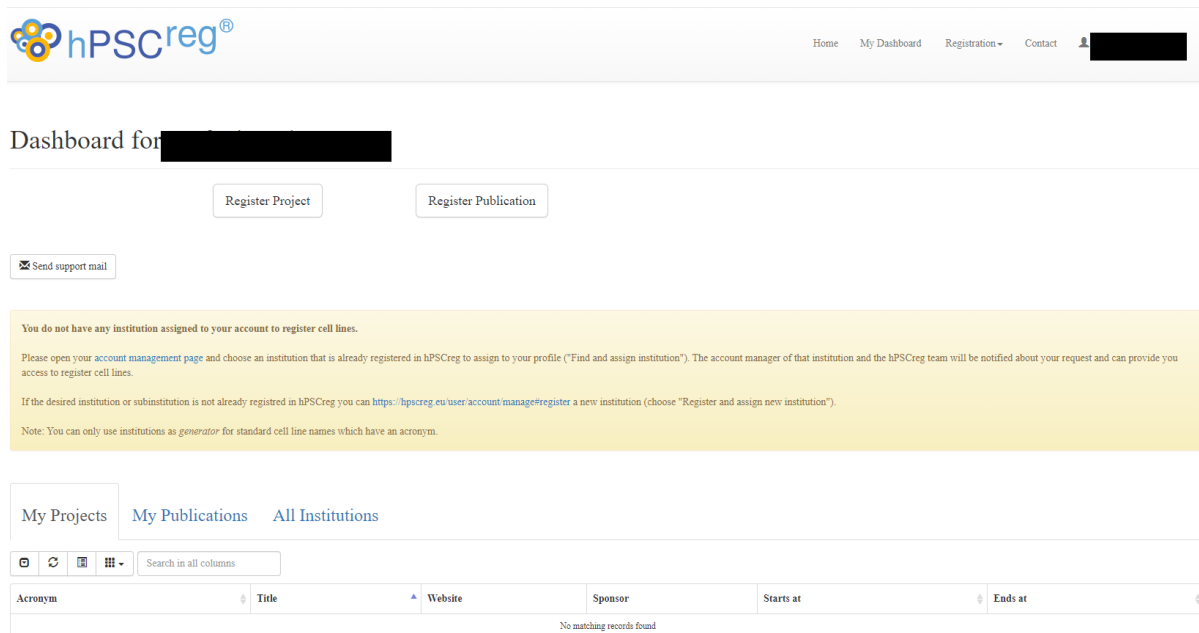 hPSCreg®
Home My Dashboard Registration Contact
Dashboard for
Register Project Register Publication
Send support mail
You do not have any institution assigned to your account to register cell lines.
Please open your account management page and choose an institution that is already registered in hPSCreg to assign to your profile ("Find and assign institution"). The account manager of that institution and the hPSCreg team will be notified about your request and can provide you
access to register cell lines.
If the desired institution or subinstitution is not already registred in hPSCreg you can https://hpscreg.eu/user/account/manage#register a new institution (choose "Register and assign new institution").
Note: You can only use institutions as generator for standard cell line names which have an acronym.
My Projects My Publications All Institutions
Search in all columns
Acronym Title Website Sponsor Starts at Ends at
No matching records found